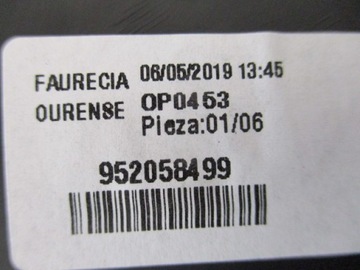 FAURECIA 06/05/2019 13:45
OURENSE OP0453
Pieza:01/06
952058499